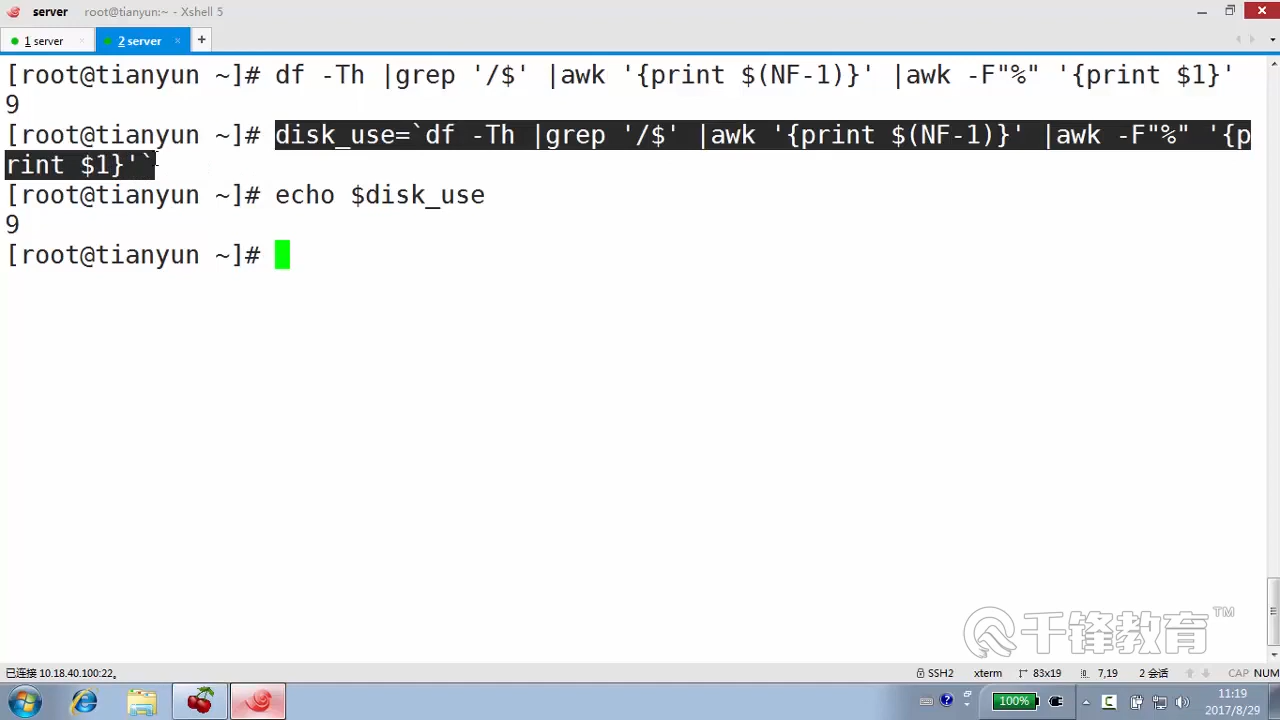 server root@tianyun:~ - Xshell 5
1 server × 2 server × +
[root@tianyun ~]# df -Th |grep '/$' |awk '{print $(NF-1)}' |awk -F"%" '{print $1}'
9
[root@tianyun ~]# disk_use=`df -Th |grep '/$' |awk '{print $(NF-1)}' |awk -F"%" '{p
rint $1}'`
[root@tianyun ~]# echo $disk_use
9
[root@tianyun ~]#
千锋教育™
已连接 10.18.40.100:22。 SSH2 xterm 83x19 7,19 2 会话 CAP NUM
100% 11:19
2017/8/29